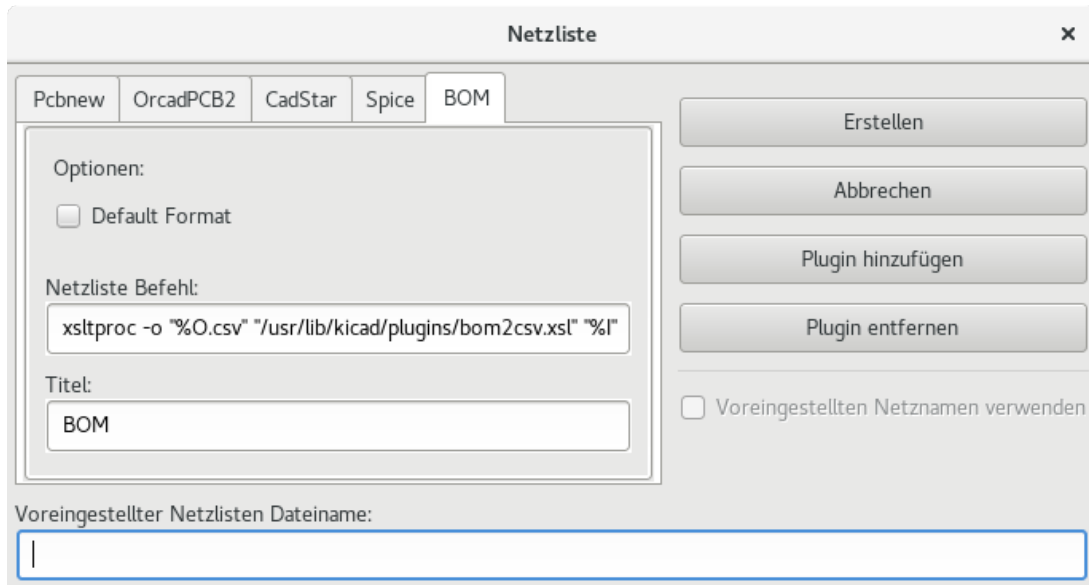 Netzliste
Pcbnew OrcadPCB2 CadStar Spice BOM
Optionen:
Default Format
Netzliste Befehl:
xsltproc -o "%O.csv" "/usr/lib/kicad/plugins/bom2csv.xsl" "%I"
Titel:
BOM
Erstellen
Abbrechen
Plugin hinzufügen
Plugin entfernen
Voreingestellten Netznamen verwenden
Voreingestellter Netzlisten Dateiname: